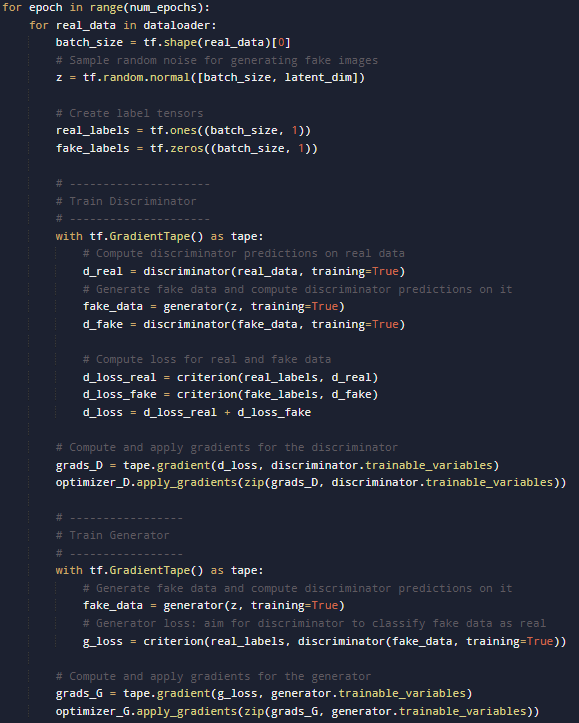 for epoch in range(num_epochs):
    for real_data in dataloader:
        batch_size = tf.shape(real_data)[0]
        # Sample random noise for generating fake images
        z = tf.random.normal([batch_size, latent_dim])

        # Create label tensors
        real_labels = tf.ones((batch_size, 1))
        fake_labels = tf.zeros((batch_size, 1))

        # ---------------------
        # Train Discriminator
        # ---------------------
        with tf.GradientTape() as tape:
            # Compute discriminator predictions on real data
            d_real = discriminator(real_data, training=True)
            # Generate fake data and compute discriminator predictions on it
            fake_data = generator(z, training=True)
            d_fake = discriminator(fake_data, training=True)

            # Compute loss for real and fake data
            d_loss_real = criterion(real_labels, d_real)
            d_loss_fake = criterion(fake_labels, d_fake)
            d_loss = d_loss_real + d_loss_fake

        # Compute and apply gradients for the discriminator
        grads_D = tape.gradient(d_loss, discriminator.trainable_variables)
        optimizer_D.apply_gradients(zip(grads_D, discriminator.trainable_variables))

        # -----------------
        # Train Generator
        # -----------------
        with tf.GradientTape() as tape:
            # Generate fake data and compute discriminator predictions on it
            fake_data = generator(z, training=True)
            # Generator loss: aim for discriminator to classify fake data as real
            g_loss = criterion(real_labels, discriminator(fake_data, training=True))

        # Compute and apply gradients for the generator
        grads_G = tape.gradient(g_loss, generator.trainable_variables)
        optimizer_G.apply_gradients(zip(grads_G, generator.trainable_variables))